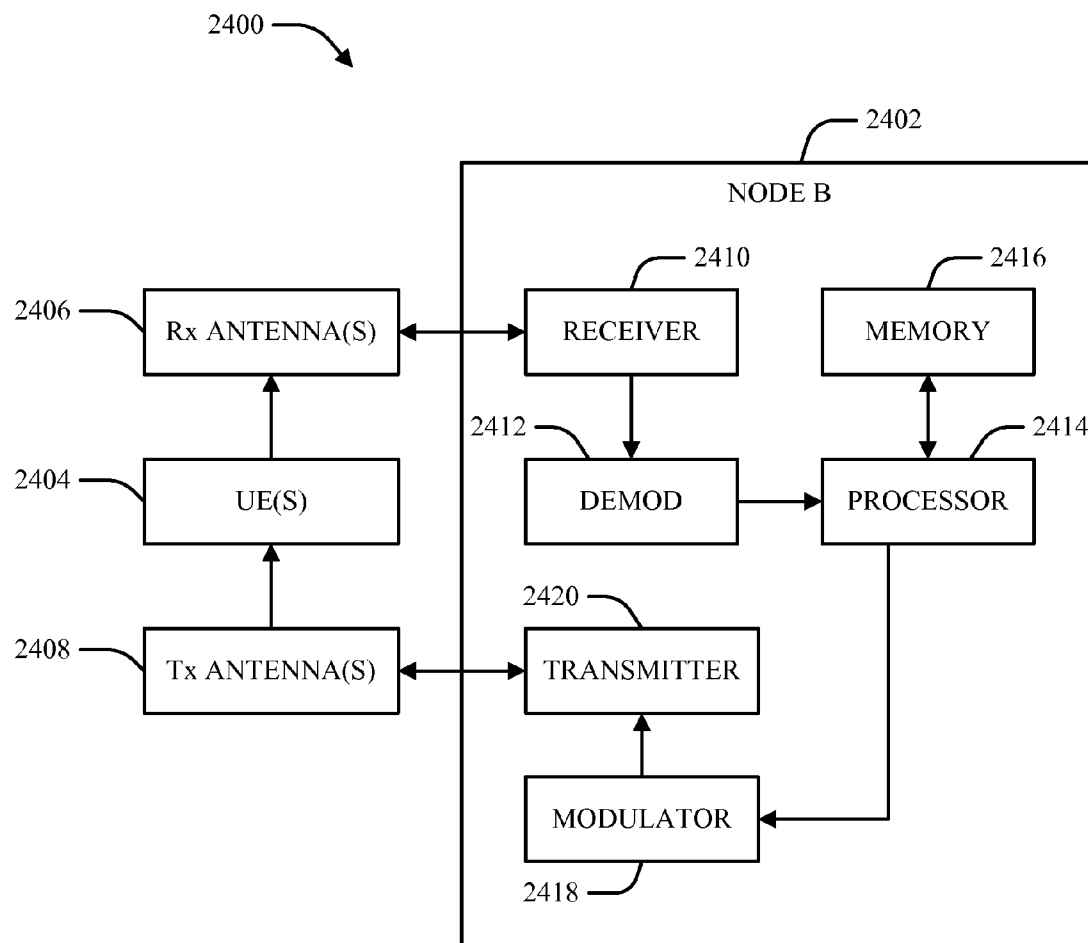 2400
2402
NODE B
2410
2416
2406
Rx ANTENNA(S)
RECEIVER
MEMORY
2412
2414
2404
UE(S)
DEMOD
PROCESSOR
2420
2408
Tx ANTENNA(S)
TRANSMITTER
MODULATOR
2418